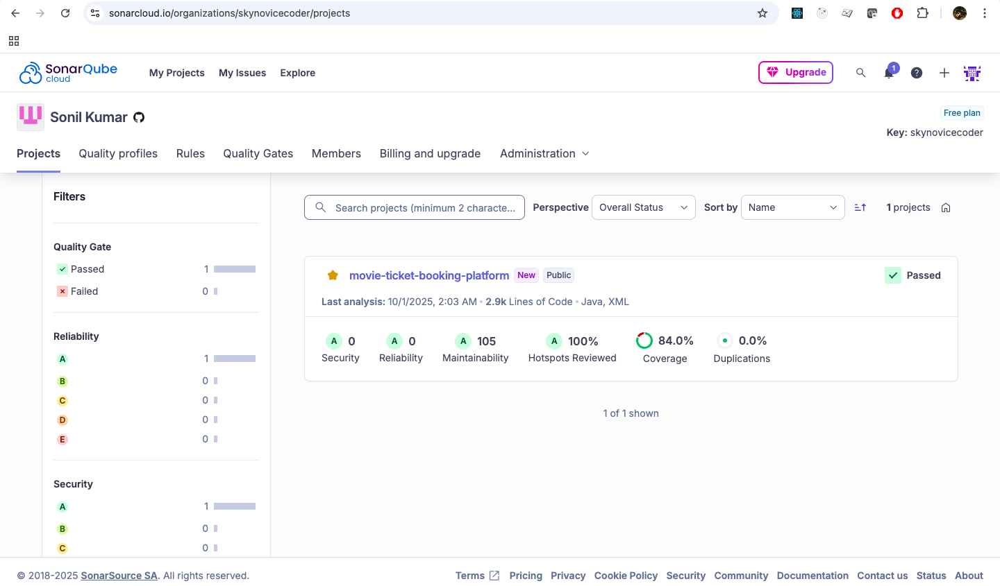 sonarcloud.io/organizations/skynovicecoder/projects
SonarQube cloud My Projects My Issues Explore Upgrade 1 ?
Sonil Kumar
Free plan
Key: skynovicecoder
Projects Quality profiles Rules Quality Gates Members Billing and upgrade Administration
Filters
Quality Gate
Passed 1
Failed 0
Reliability
A 1
B 0
C 0
D 0
E 0
Security
A 1
B 0
C 0
Search projects (minimum 2 characte... Perspective Overall Status Sort by Name 1 projects
movie-ticket-booking-platform New Public Passed
Last analysis: 10/1/2025, 2:03 AM • 2.9k Lines of Code • Java, XML
A 0 A 0 A 105 A 100% 84.0% 0.0%
Security Reliability Maintainability Hotspots Reviewed Coverage Duplications
1 of 1 shown
© 2018-2025 SonarSource SA. All rights reserved. Terms Pricing Privacy Cookie Policy Security Community Documentation Contact us Status About